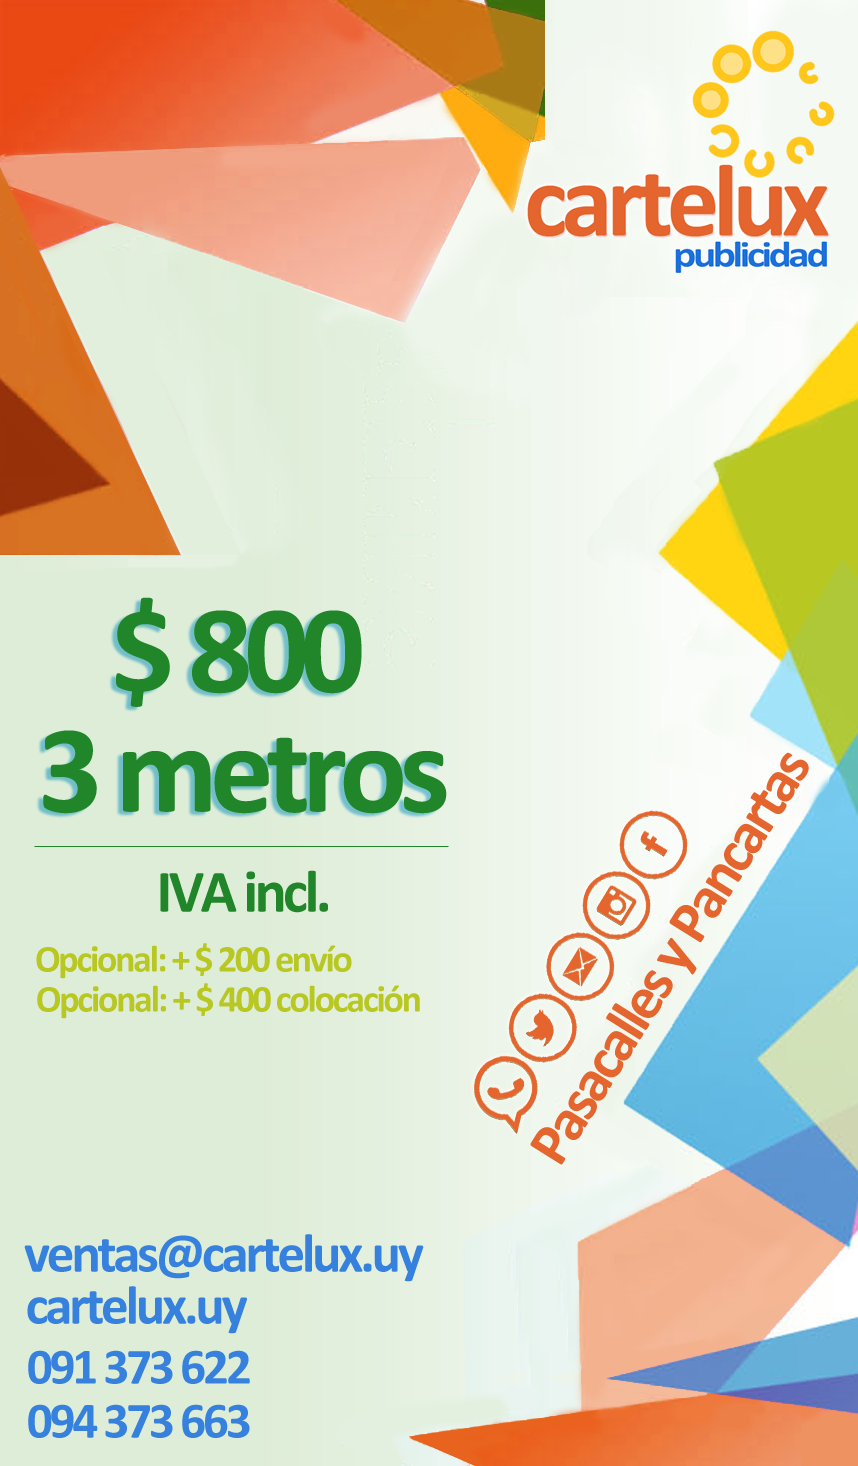 cartelux
publicidad
$ 800
3 metros
IVA incl.
Opcional: + $ 200 envío
Opcional: + $ 400 colocación
Pasacalles y Pancartas
ventas@cartelux.uy
cartelux.uy
091 373 622
094 373 663